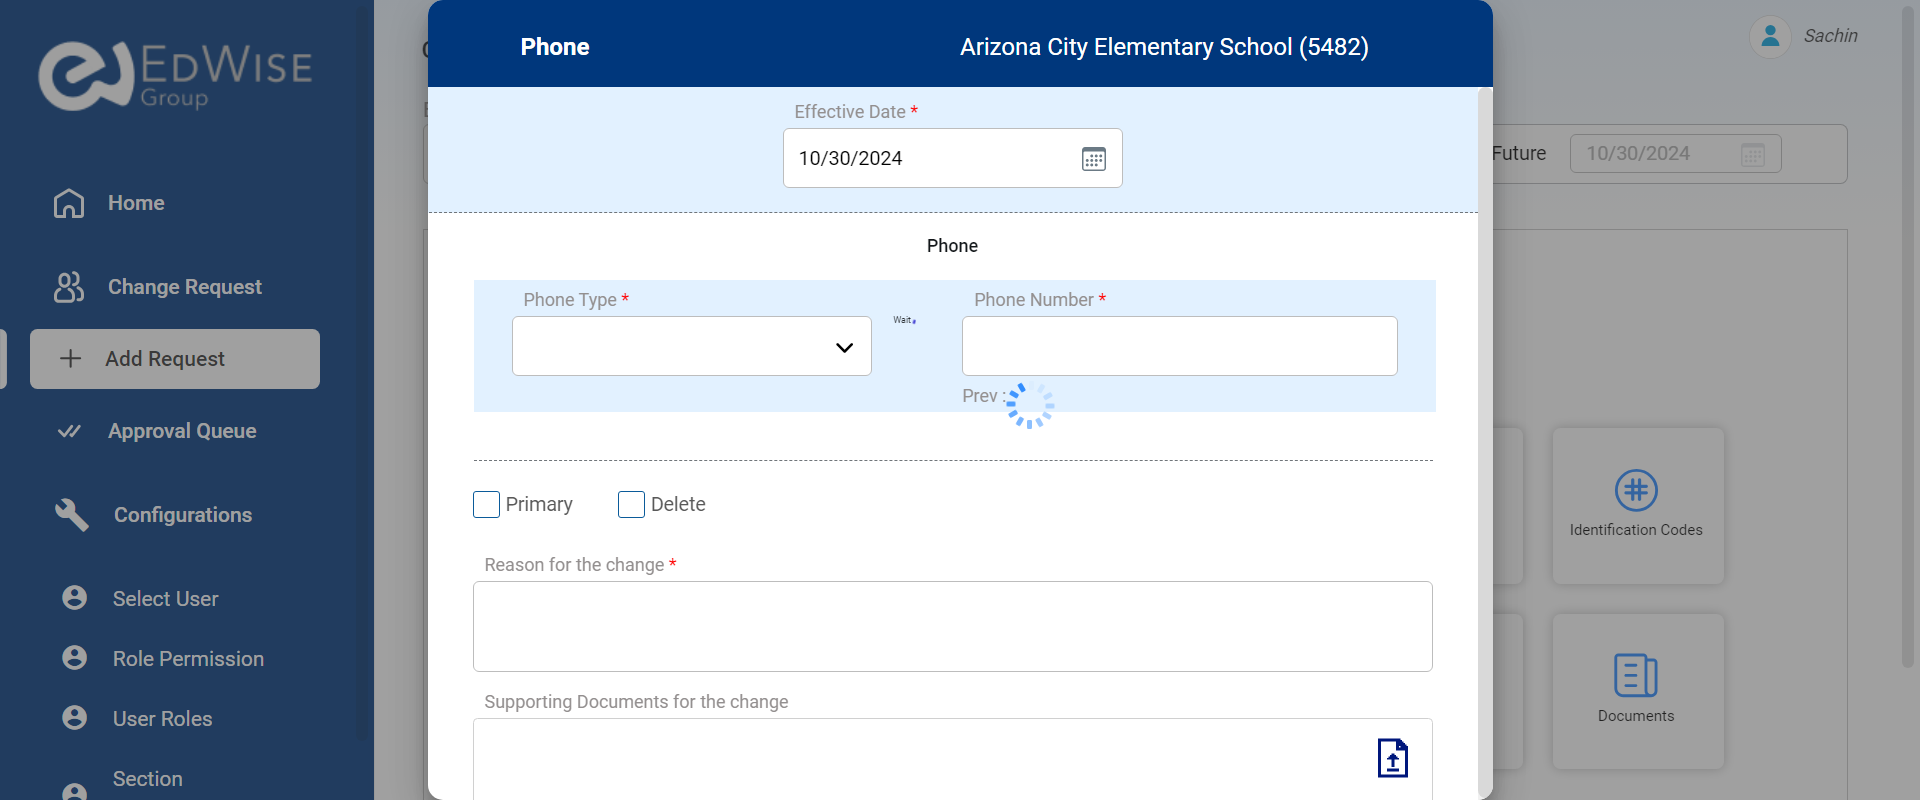 EDWISE
Group
Home
Change Request
Add Request
Approval Queue
Configurations
Select User
Role Permission
User Roles
Section
Phone
Arizona City Elementary School (5482)
Effective Date *
10/30/2024
Phone
Phone Type *
Wait
Phone Number *
Prev :
Primary
Delete
Reason for the change *
Supporting Documents for the change
Sachin
Future
10/30/2024
Identification Codes
Documents